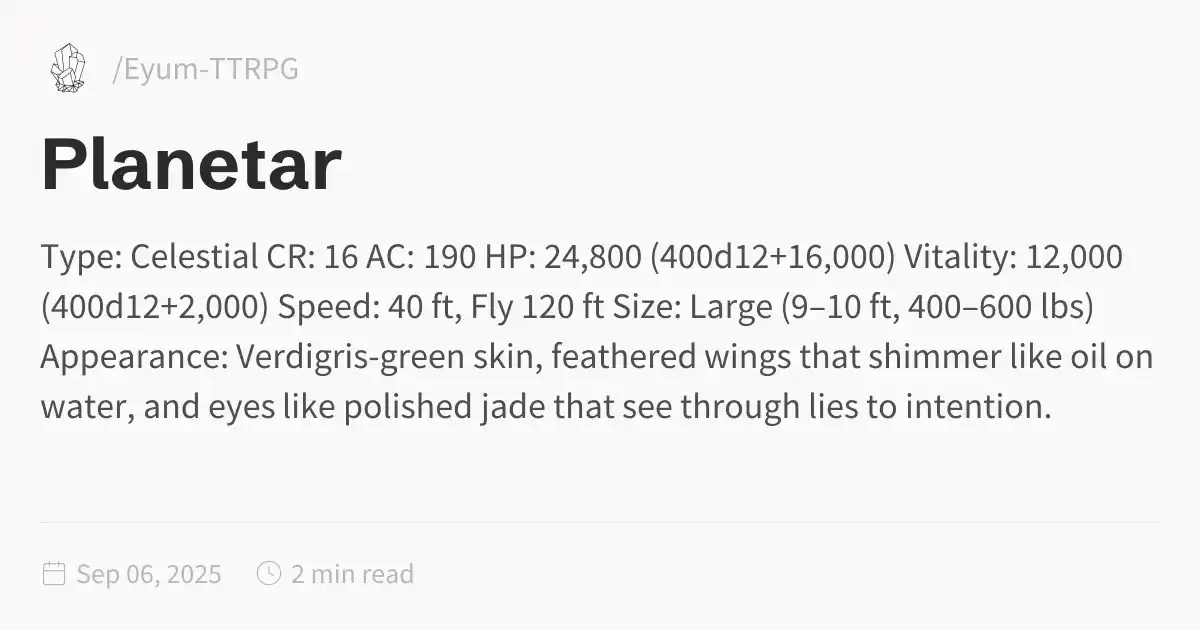 /Eyum-TTRPG
Planetar
Type: Celestial CR: 16 AC: 190 HP: 24,800 (400d12+16,000) Vitality: 12,000
(400d12+2,000) Speed: 40 ft, Fly 120 ft Size: Large (9–10 ft, 400–600 lbs)
Appearance: Verdigris-green skin, feathered wings that shimmer like oil on
water, and eyes like polished jade that see through lies to intention.
Sep 06, 2025 2 min read